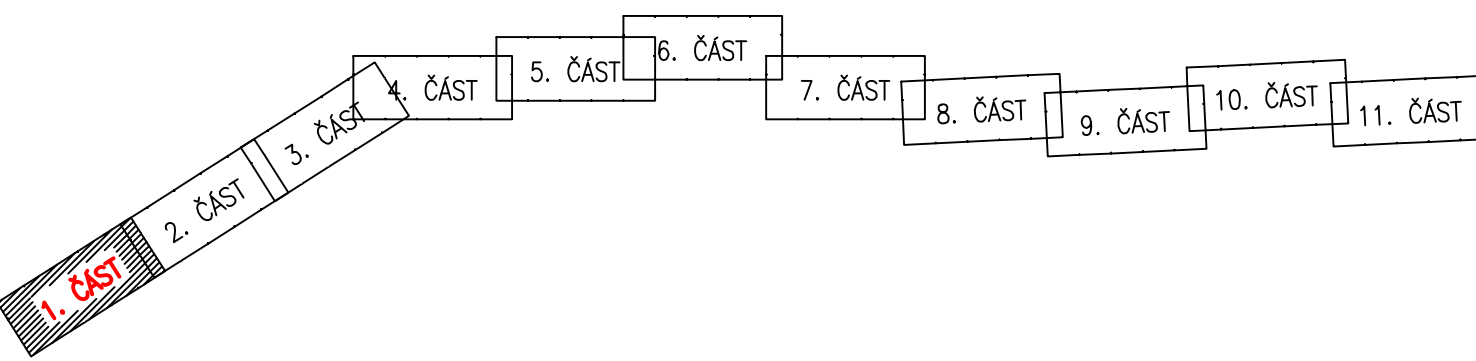 1. ČÁST
2. ČÁST
3. ČÁST
4. ČÁST
5. ČÁST
6. ČÁST
7. ČÁST
8. ČÁST
9. ČÁST
10. ČÁST
11. ČÁST